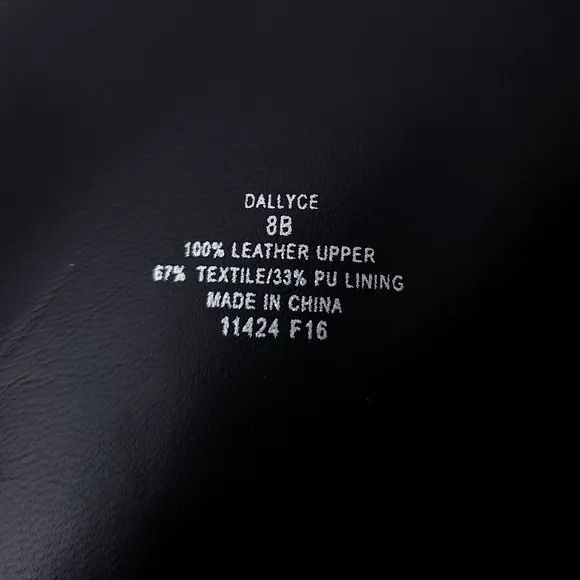 DALLYCE
8B
100% LEATHER UPPER
67% TEXTILE/33% PU LINING
MADE IN CHINA
11424 F16